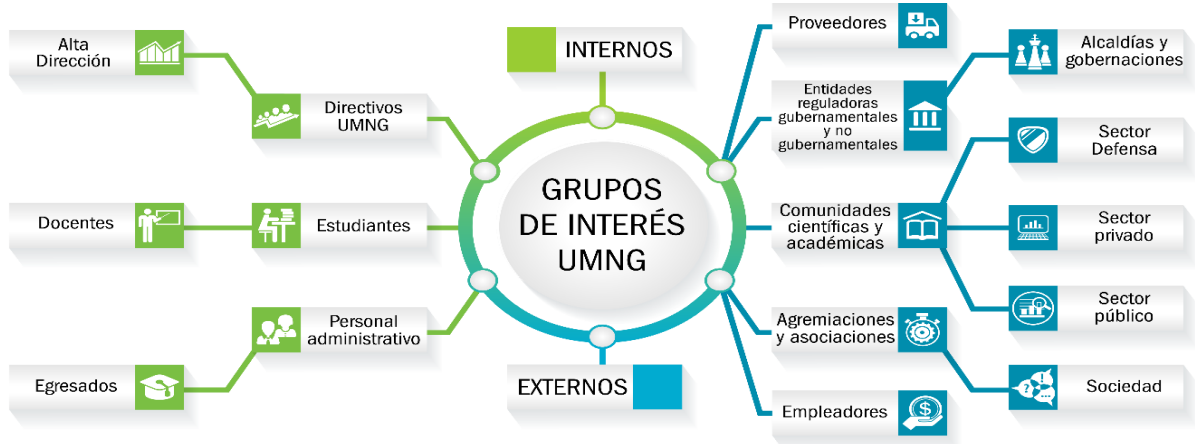 Alta
Dirección
Directivos
UMNG
Docentes
Estudiantes
Personal
administrativo
Egresados
INTERNOS
GRUPOS
DE INTERÉS
UMNG
EXTERNOS
Proveedores
Entidades
reguladoras
gubernamentales
y no
gubernamentales
Comunidades
científicas y
académicas
Agremiaciones
y asociaciones
Empleadores
Alcaldías y
gobernaciones
Sector
Defensa
Sector
privado
Sector
público
Sociedad